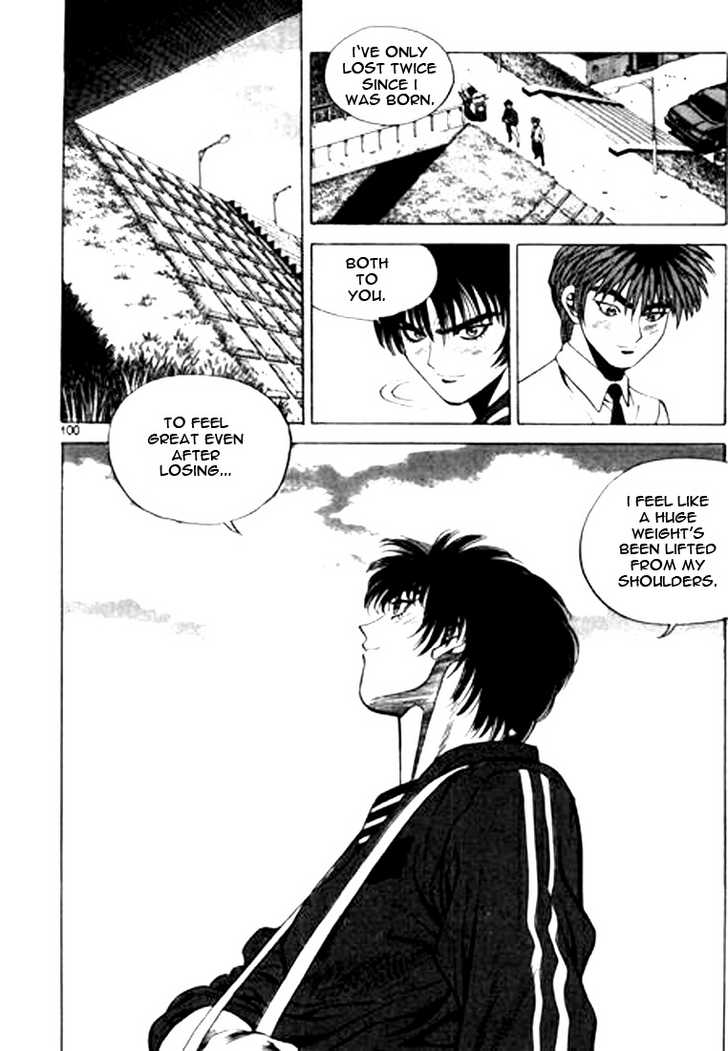 I'VE ONLY
LOST TWICE
SINCE I
WAS BORN.
BOTH
TO
YOU.
100
TO FEEL
GREAT EVEN
AFTER
LOSING...
I FEEL LIKE
A HUGE
WEIGHT'S
BEEN LIFTED
FROM MY
SHOULDERS.